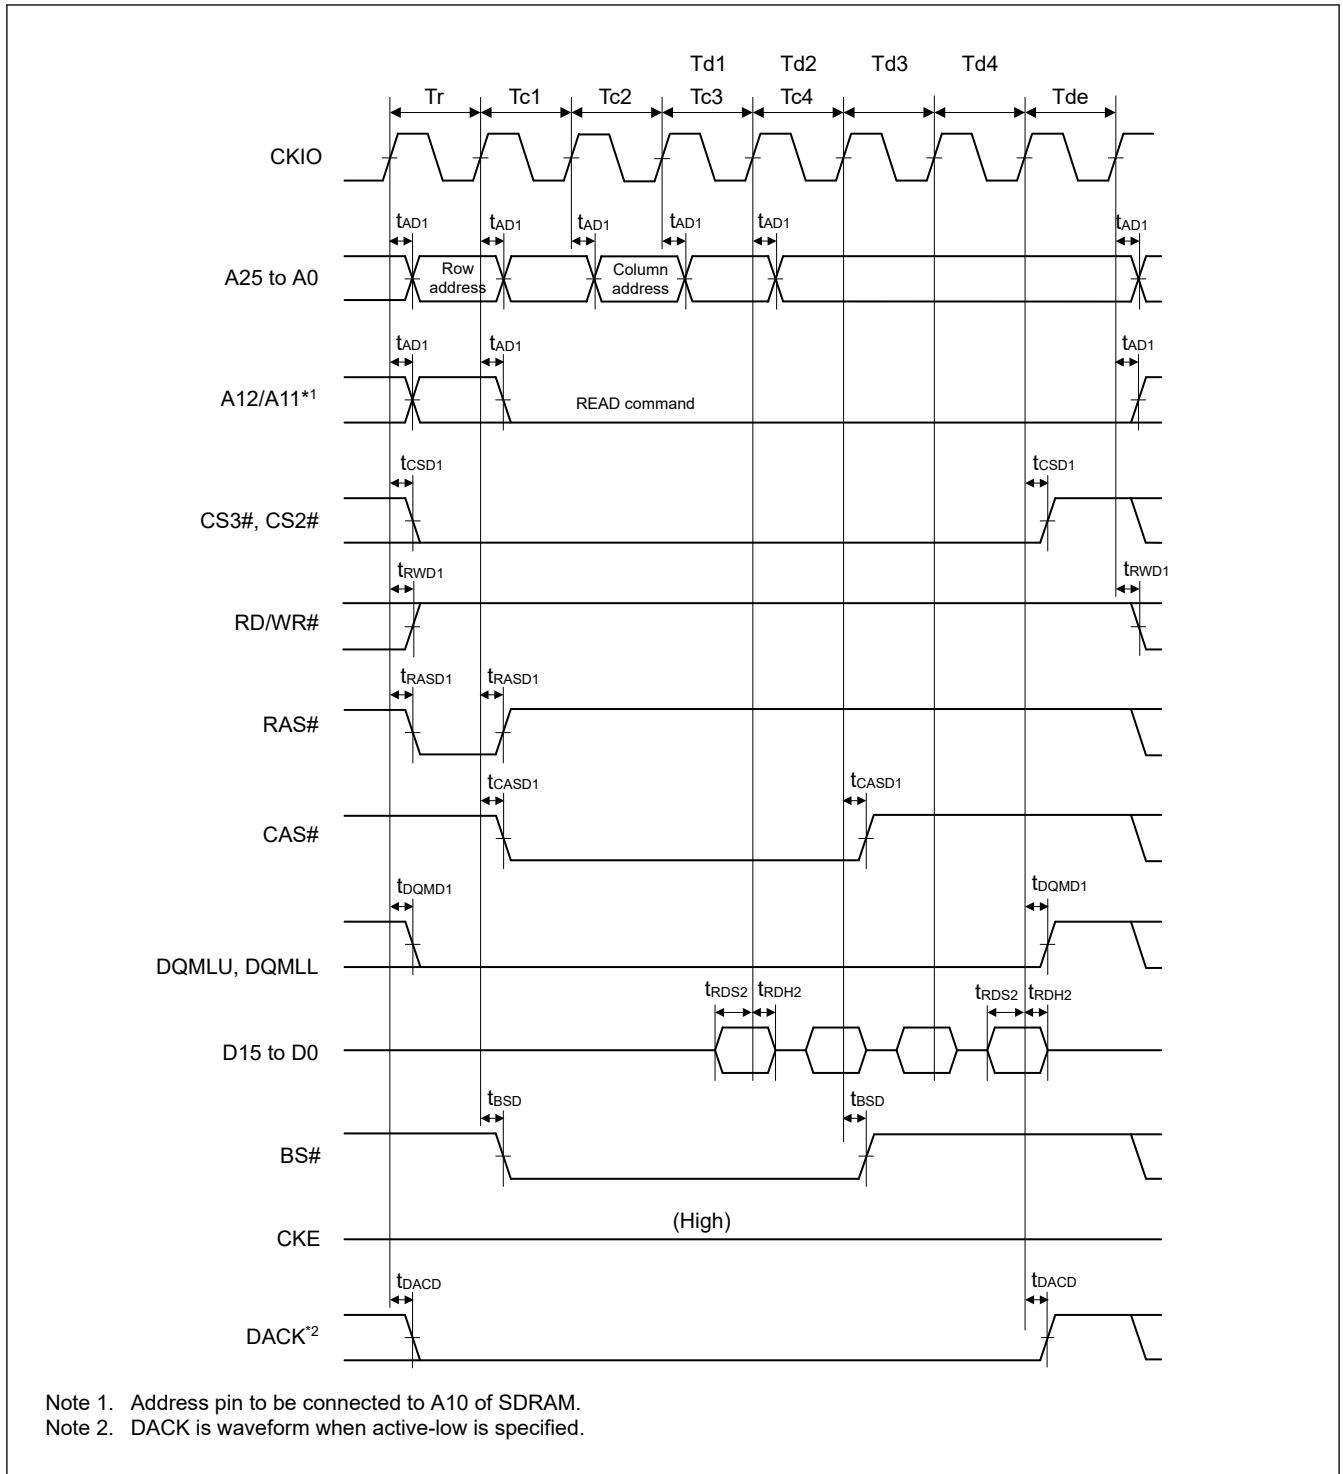 Td1 Td2 Td3 Td4
Tr Tc1 Tc2 Tc3 Tc4 Tde
CKIO
tAD1 tAD1 tAD1 tAD1 tAD1 tAD1
A25 to A0
Row address
Column address
tAD1 tAD1 tAD1
A12/A11*1
READ command
tCSD1 tCSD1
CS3#, CS2#
tRWD1 tRWD1
RD/WR#
tRASD1 tRASD1
RAS#
tCASD1 tCASD1
CAS#
tDQMD1 tDQMD1
DQMLU, DQMLL
tRDS2 tRDH2 tRDS2 tRDH2
D15 to D0
tBSD tBSD
BS#
(High)
CKE
tDACD tDACD
DACK*2
Note 1. Address pin to be connected to A10 of SDRAM.
Note 2. DACK is waveform when active-low is specified.